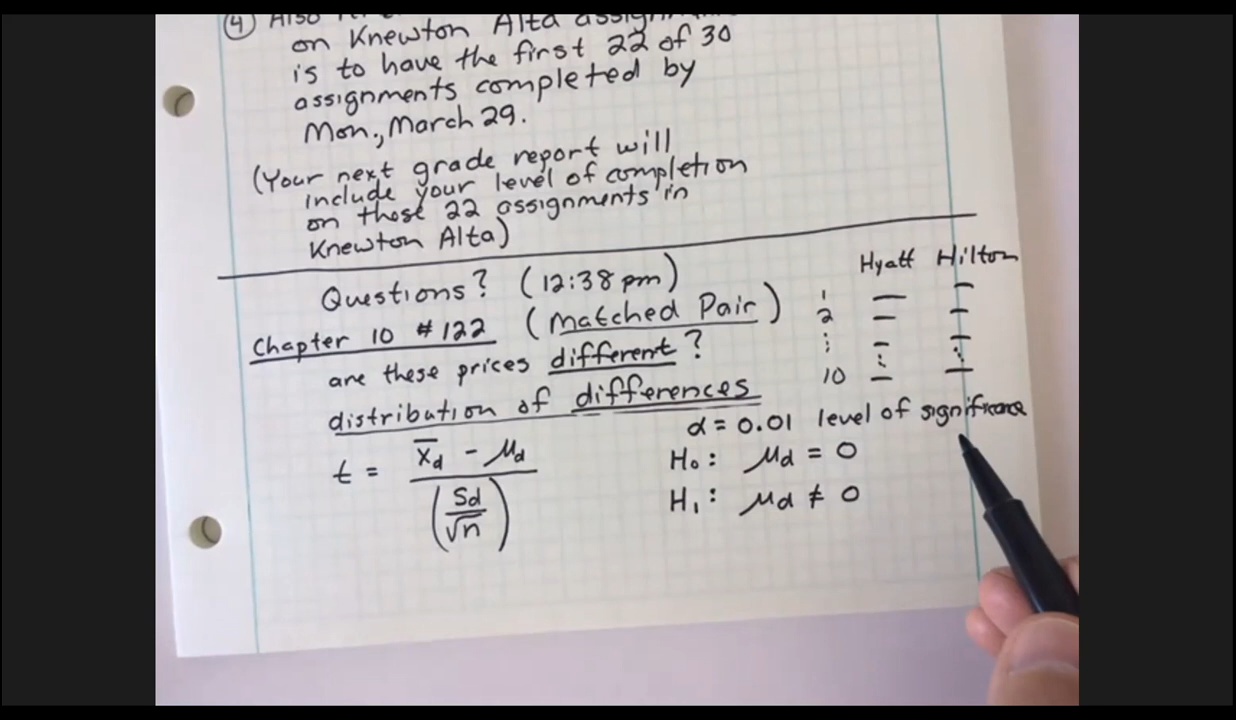 ④ Also
on Knewton Alta assignments
is to have the first 22 of 30
assignments completed by
Mon., March 29.
(Your next grade report will
include your level of completion
on those 22 assignments in
Knewton Alta)
Questions? (12:38 pm)
Hyatt Hilton
1 — —
2 — —
⋮ — —
⋮ ⋮
10 — —
Chapter 10 #122 (Matched Pair)
are these prices different?
distribution of differences
α = 0.01 level of significance
t = (x̄d - μd) / (Sd/√n)
H₀: μd = 0
H₁: μd ≠ 0